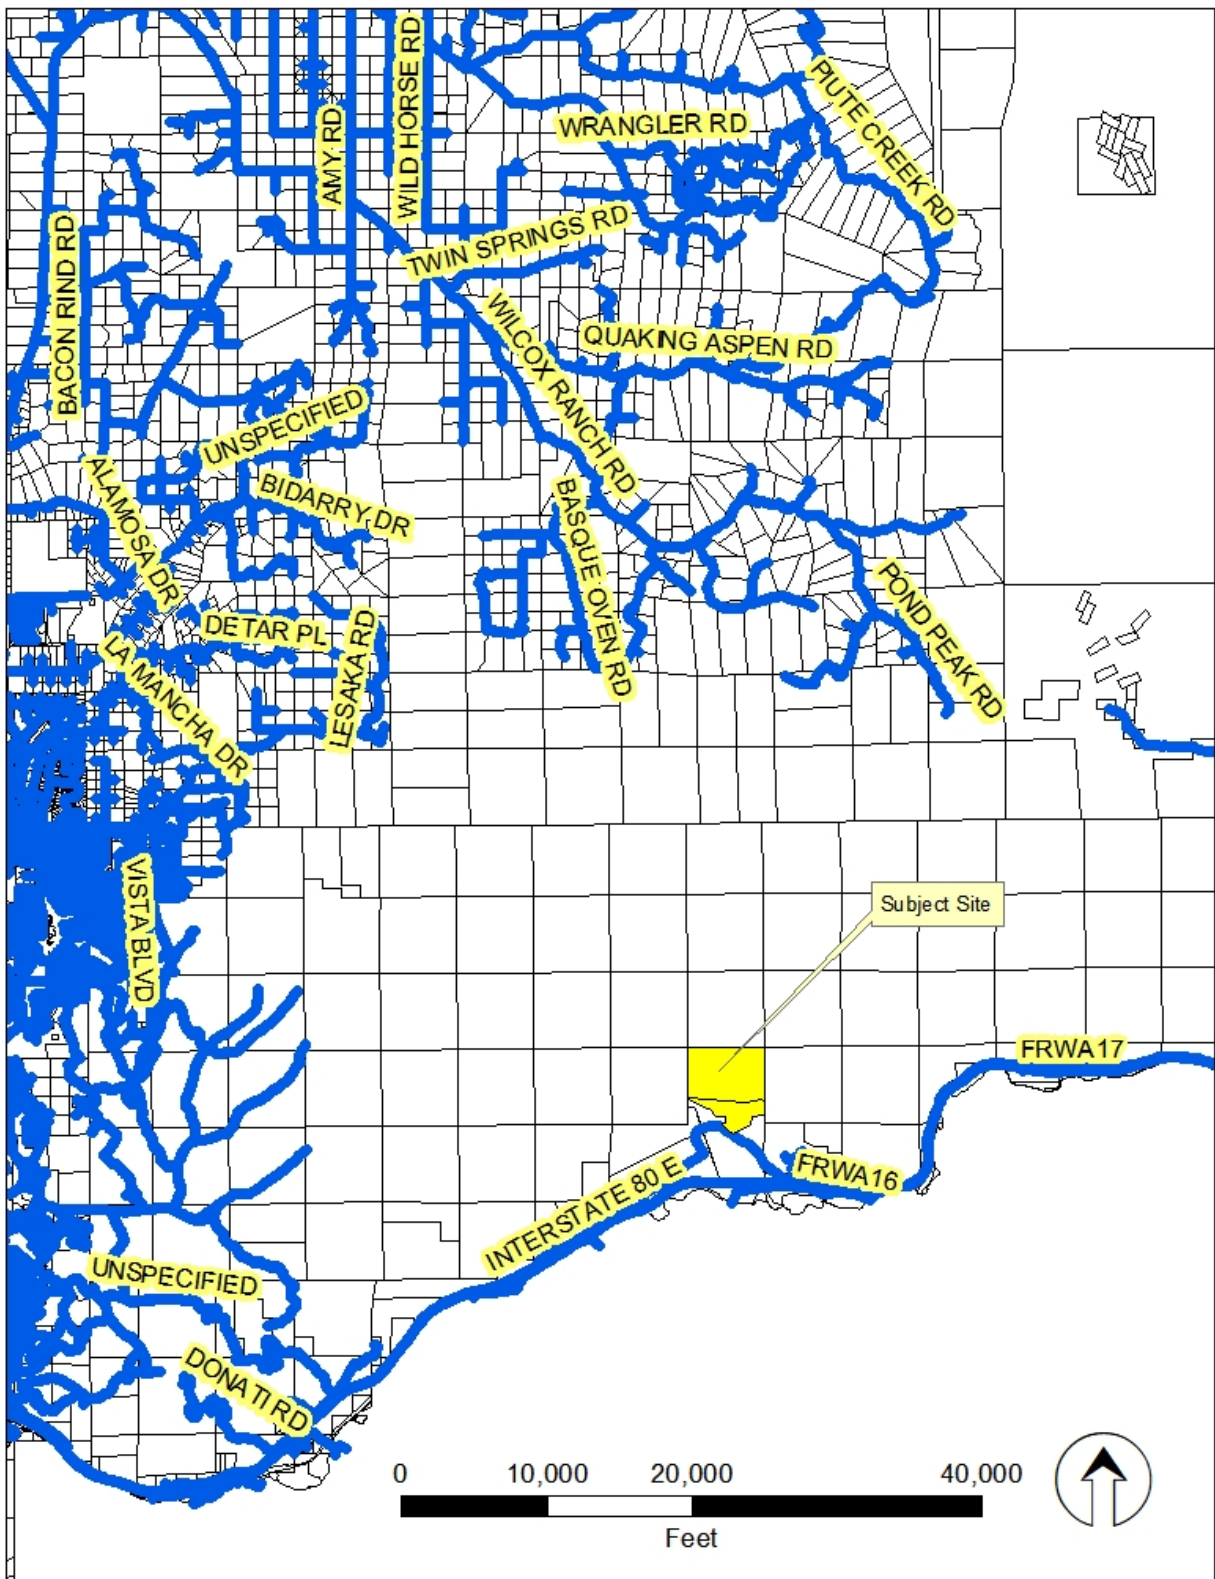 WILD HORSE RD
PIUTE CREEK RD
WRANGLER RD
AMY RD
BACON RIND RD
TWIN SPRINGS RD
WILCOX RANCH RD
QUAKING ASPEN RD
UNSPECIFIED
ALAMOSA DR
BIDARRY DR
BASQUE OVEN RD
POND PEAK RD
DETAR PL
LESAKA RD
LA MANCHA DR
VISTA BLVD
Subject Site
FRWA17
FRWA16
INTERSTATE 80 E
UNSPECIFIED
DONATI RD
0 10,000 20,000 40,000
Feet